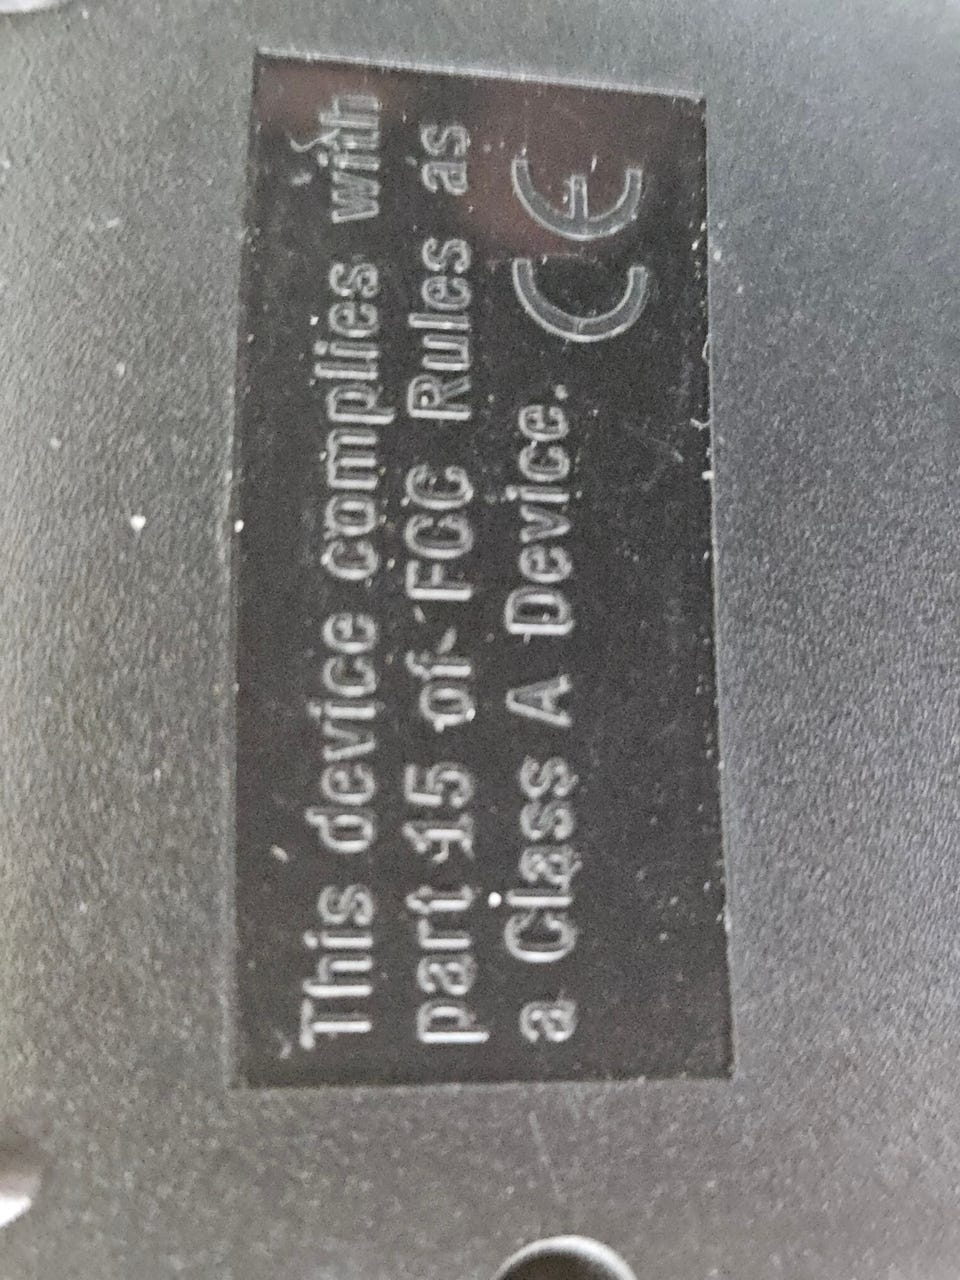 This device complies with
part 15 of FCC Rules as
a Class A Device. CE